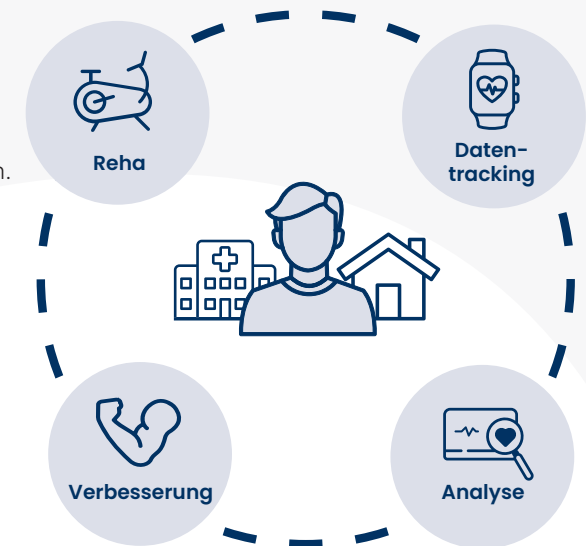 Reha
Daten-
tracking
n.
Verbesserung
Analyse